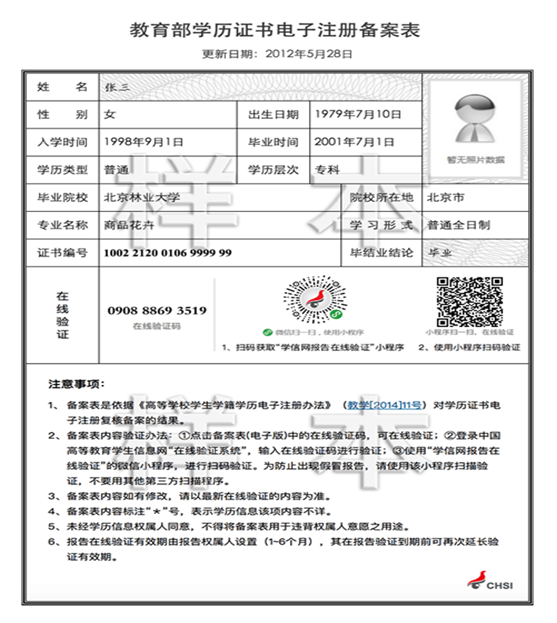 教育部学历证书电子注册备案表
更新日期：2012年5月28日
姓 名 张三
性 别 女 出生日期 1979年7月10日
入学时间 1998年9月1日 毕业时间 2001年7月1日
学历类型 普通 学历层次 专科
暂无照片数据
毕业院校 北京林业大学 院校所在地 北京市
专业名称 商品花卉 学习形式 普通全日制
证书编号 1002 2120 0106 9999 99 毕结业结论 毕业
样本
在线验证
0908 8869 3519
在线验证码
微信扫一扫，使用小程序
1、扫码获取“学信网报告在线验证”小程序
小程序扫一扫，在线验证
2、使用小程序扫码验证
样本
注意事项：
1、备案表是依据《高等学校学生学籍学历电子注册办法》（教学[2014]11号）对学历证书电
子注册复核备案的结果。
2、备案表内容验证办法：①点击备案表(电子版)中的在线验证码，可在线验证；②登录中国
高等教育学生信息网“在线验证系统”，输入在线验证码进行验证；③使用“学信网报告在
线验证”的微信小程序，进行扫码验证。为防止出现假冒报告，请使用该小程序扫描验
证，不要用其他第三方扫描程序。
3、备案表内容如有修改，请以最新在线验证的内容为准。
4、备案表内容标注“*”号，表示学历信息该项内容不详。
5、未经学历信息权属人同意，不得将备案表用于违背权属人意愿之用途。
6、报告在线验证有效期由报告权属人设置（1~6个月），其在报告验证到期前可再次延长验
证有效期。
CHSI